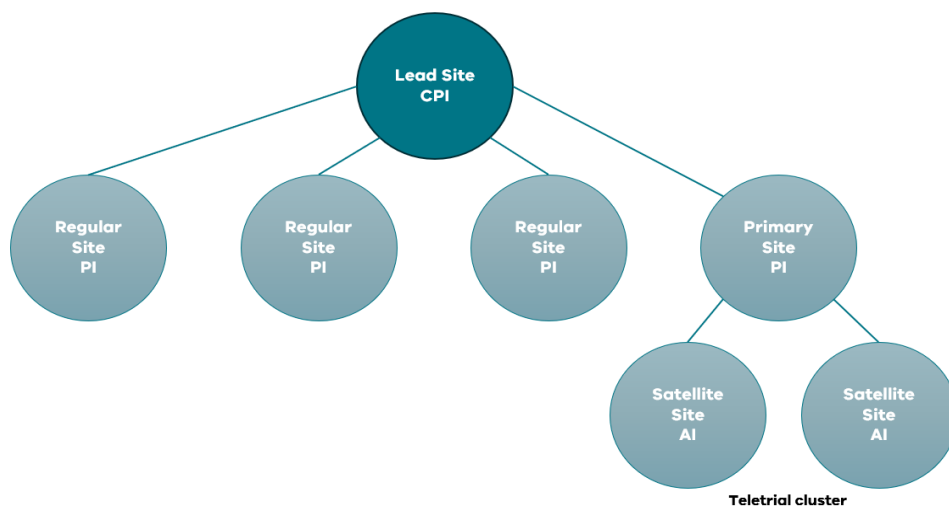 Lead Site
CPI
Regular
Site
PI
Regular
Site
PI
Regular
Site
PI
Primary
Site
PI
Satellite
Site
AI
Satellite
Site
AI
Teletrial cluster